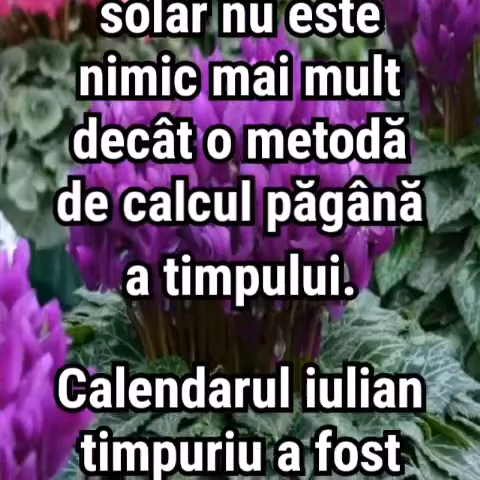 solar nu este
nimic mai mult
decât o metodă
de calcul păgână
a timpului.
Calendarul iulian
timpuriu a fost